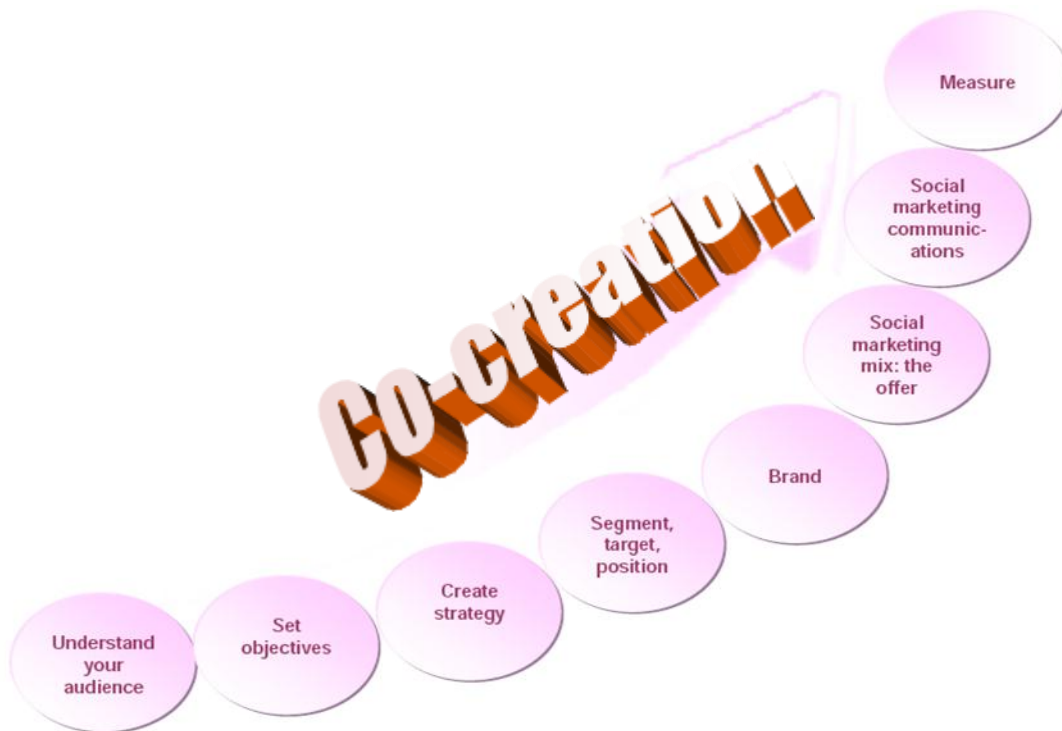 Measure
Social
marketing
communic-
ations
Social
marketing
mix: the
offer
Co-creation
Brand
Segment,
target,
position
Create
strategy
Set
objectives
Understand
your
audience